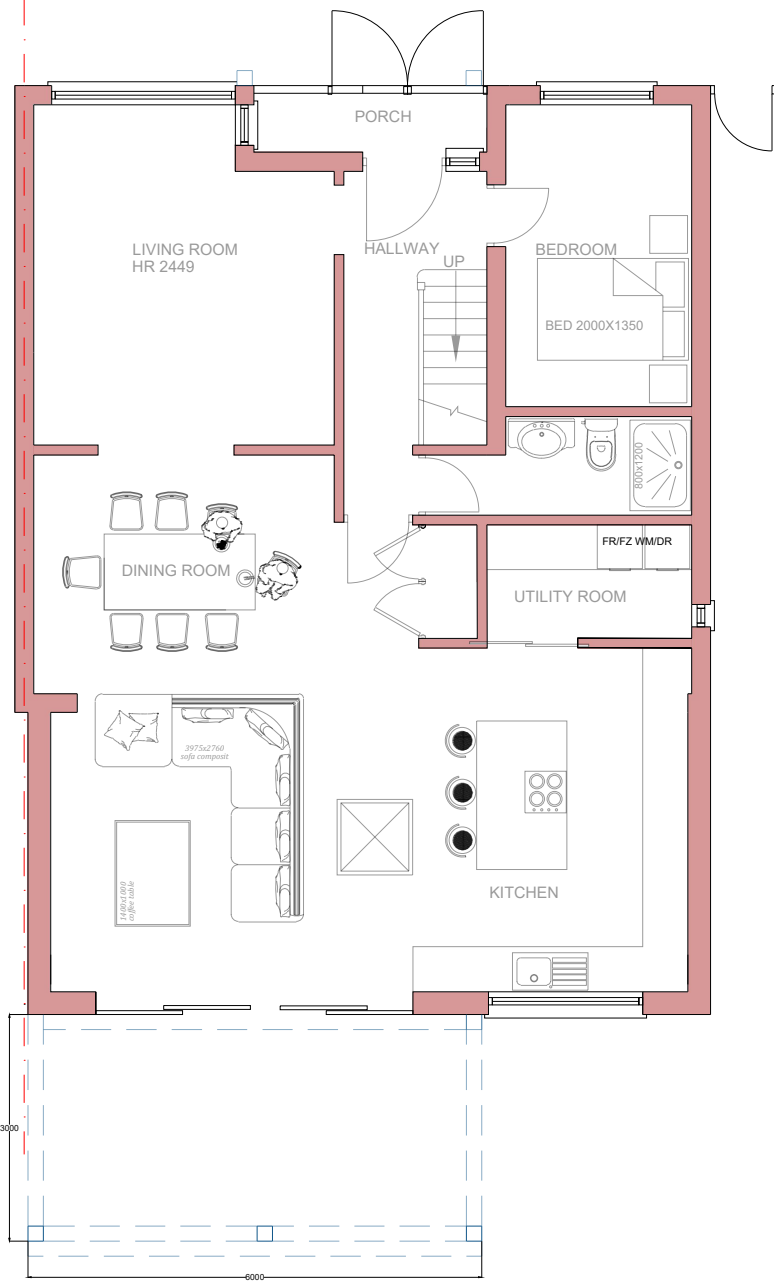 PORCH
LIVING ROOM
HR 2449
HALLWAY
UP
BEDROOM
BED 2000X1350
800x1200
FR/FZ WM/DR
DINING ROOM
UTILITY ROOM
3975x2760
sofa composit
1400x1000
coffee table
KITCHEN
3000
6000